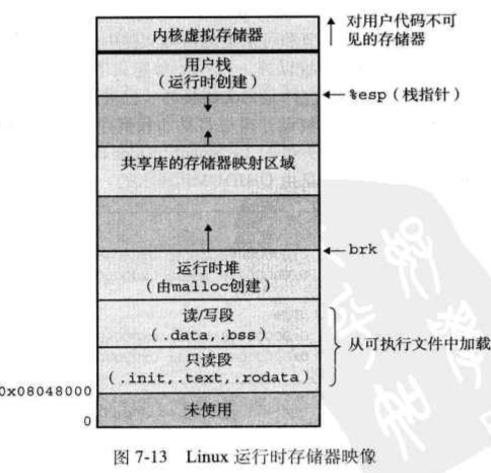 内核虚拟存储器
对用户代码不可
见的存储器
用户栈
（运行时创建）
%esp（栈指针）
共享库的存储器映射区域
brk
运行时堆
（由malloc创建）
读/写段
（.data,.bss）
只读段
（.init,.text,.rodata）
从可执行文件中加载
0x08048000
未使用
0
图 7-13 Linux 运行时存储器映像